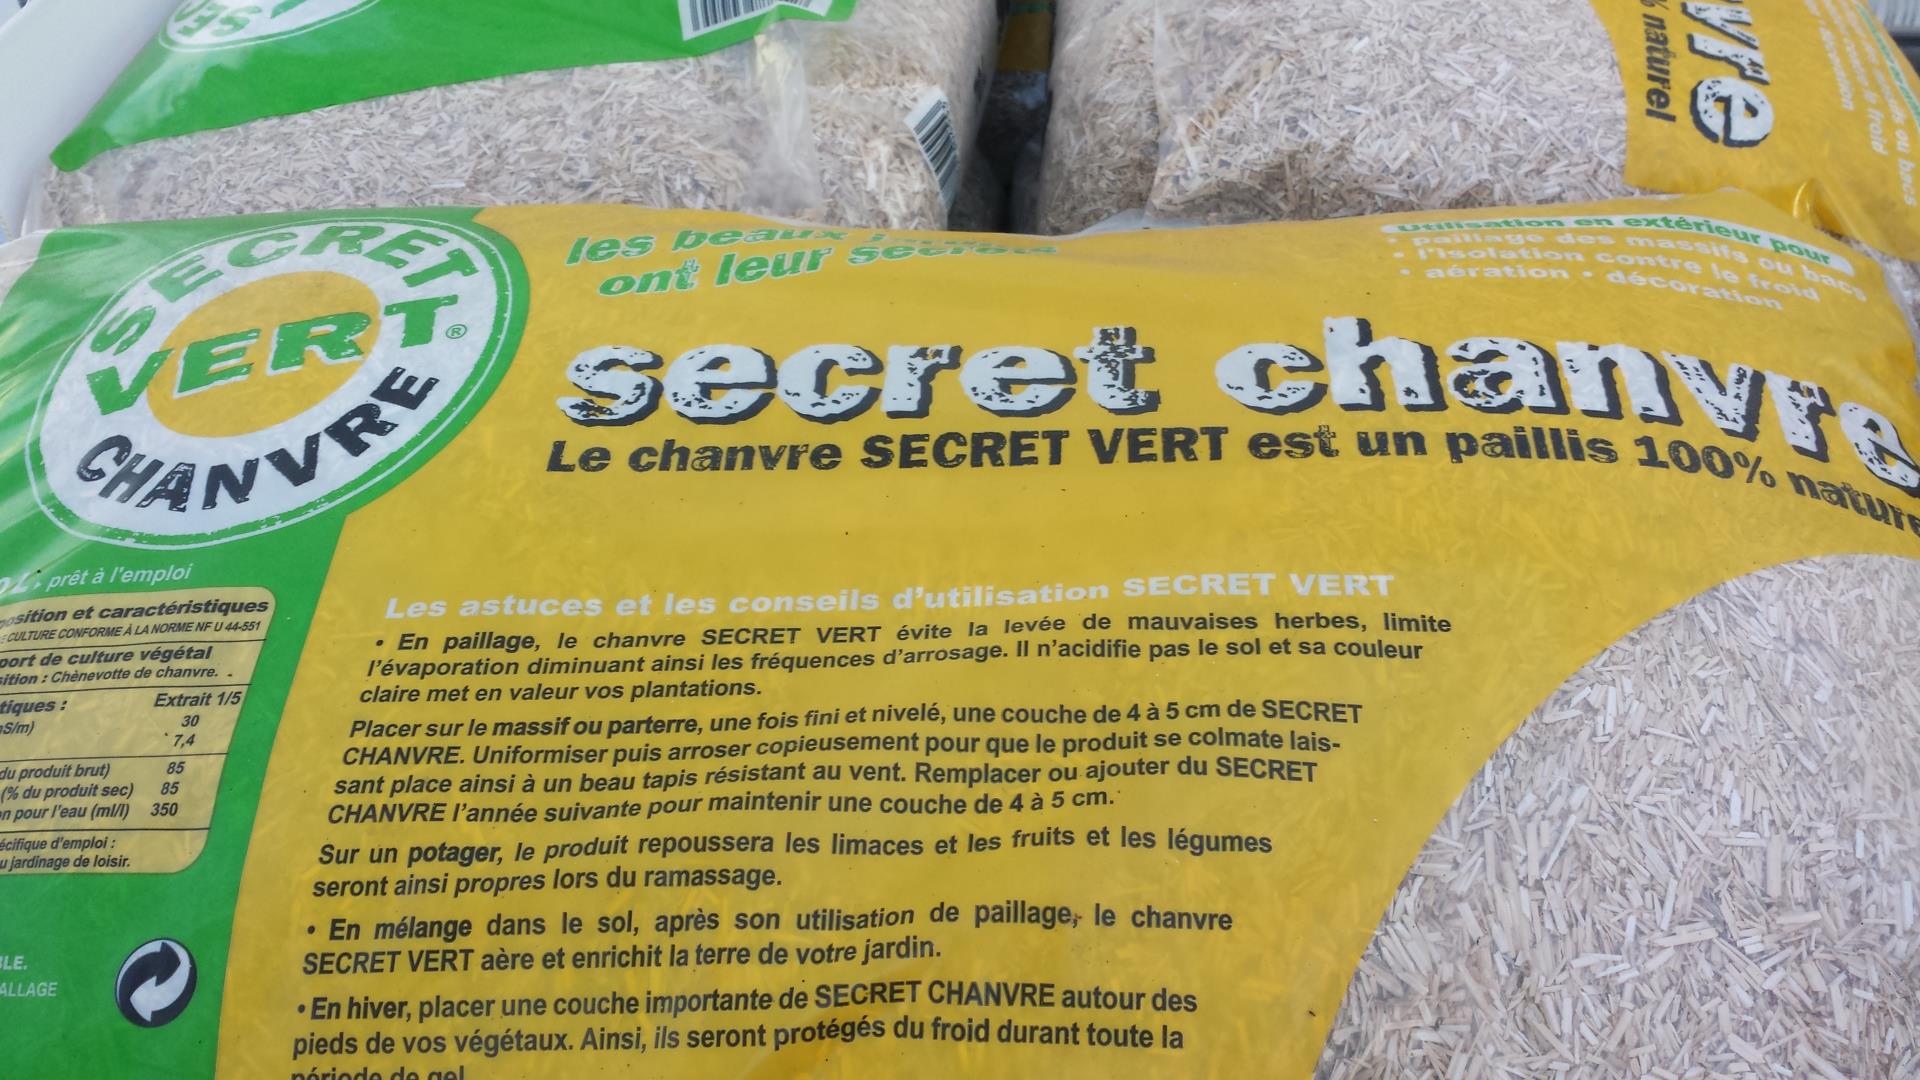 SEC
vre
% naturel
SECRET
VERT®
CHANVRE
les beaux
ont leur secrets
Utilisation en extérieur pour
• paillage des massifs ou bacs
• l'isolation contre le froid
• aération • décoration
secret chanvre
Le chanvre SECRET VERT est un paillis 100% nature
L. prêt à l'emploi
osition et caractéristiques
CULTURE CONFORME À LA NORME NF U 44-551
port de culture végétal
sition : Chènevotte de chanvre.
tiques : Extrait 1/5
S/m) 30
7,4
du produit brut) 85
(% du produit sec) 85
n pour l'eau (ml/l) 350
écifique d'emploi :
u jardinage de loisir.
BLE.
ALLAGE
Les astuces et les conseils d'utilisation SECRET VERT
• En paillage, le chanvre SECRET VERT évite la levée de mauvaises herbes, limite
l'évaporation diminuant ainsi les fréquences d'arrosage. Il n'acidifie pas le sol et sa couleur
claire met en valeur vos plantations.
Placer sur le massif ou parterre, une fois fini et nivelé, une couche de 4 à 5 cm de SECRET
CHANVRE. Uniformiser puis arroser copieusement pour que le produit se colmate lais-
sant place ainsi à un beau tapis résistant au vent. Remplacer ou ajouter du SECRET
CHANVRE l'année suivante pour maintenir une couche de 4 à 5 cm.
Sur un potager, le produit repoussera les limaces et les fruits et les légumes
seront ainsi propres lors du ramassage.
• En mélange dans le sol, après son utilisation de paillage, le chanvre
SECRET VERT aère et enrichit la terre de votre jardin.
• En hiver, placer une couche importante de SECRET CHANVRE autour des
pieds de vos végétaux. Ainsi, ils seront protégés du froid durant toute la
période de gel